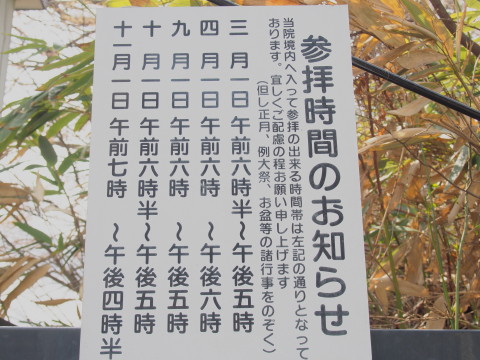 参拝時間のお知らせ
当院境内へ入って参拝の出来る時間帯は左記の通りとなって
おります。宜しくご配慮の程お願い申し上げます
(但し正月、例大祭、お盆等の諸行事をのぞく)
三　月一日 午前六時半〜午後五時
四　月一日 午前六時　〜午後六時
九　月一日 午前六時　〜午後五時
十　月一日 午前六時半〜午後五時
十一月一日 午前七時　〜午後四時半